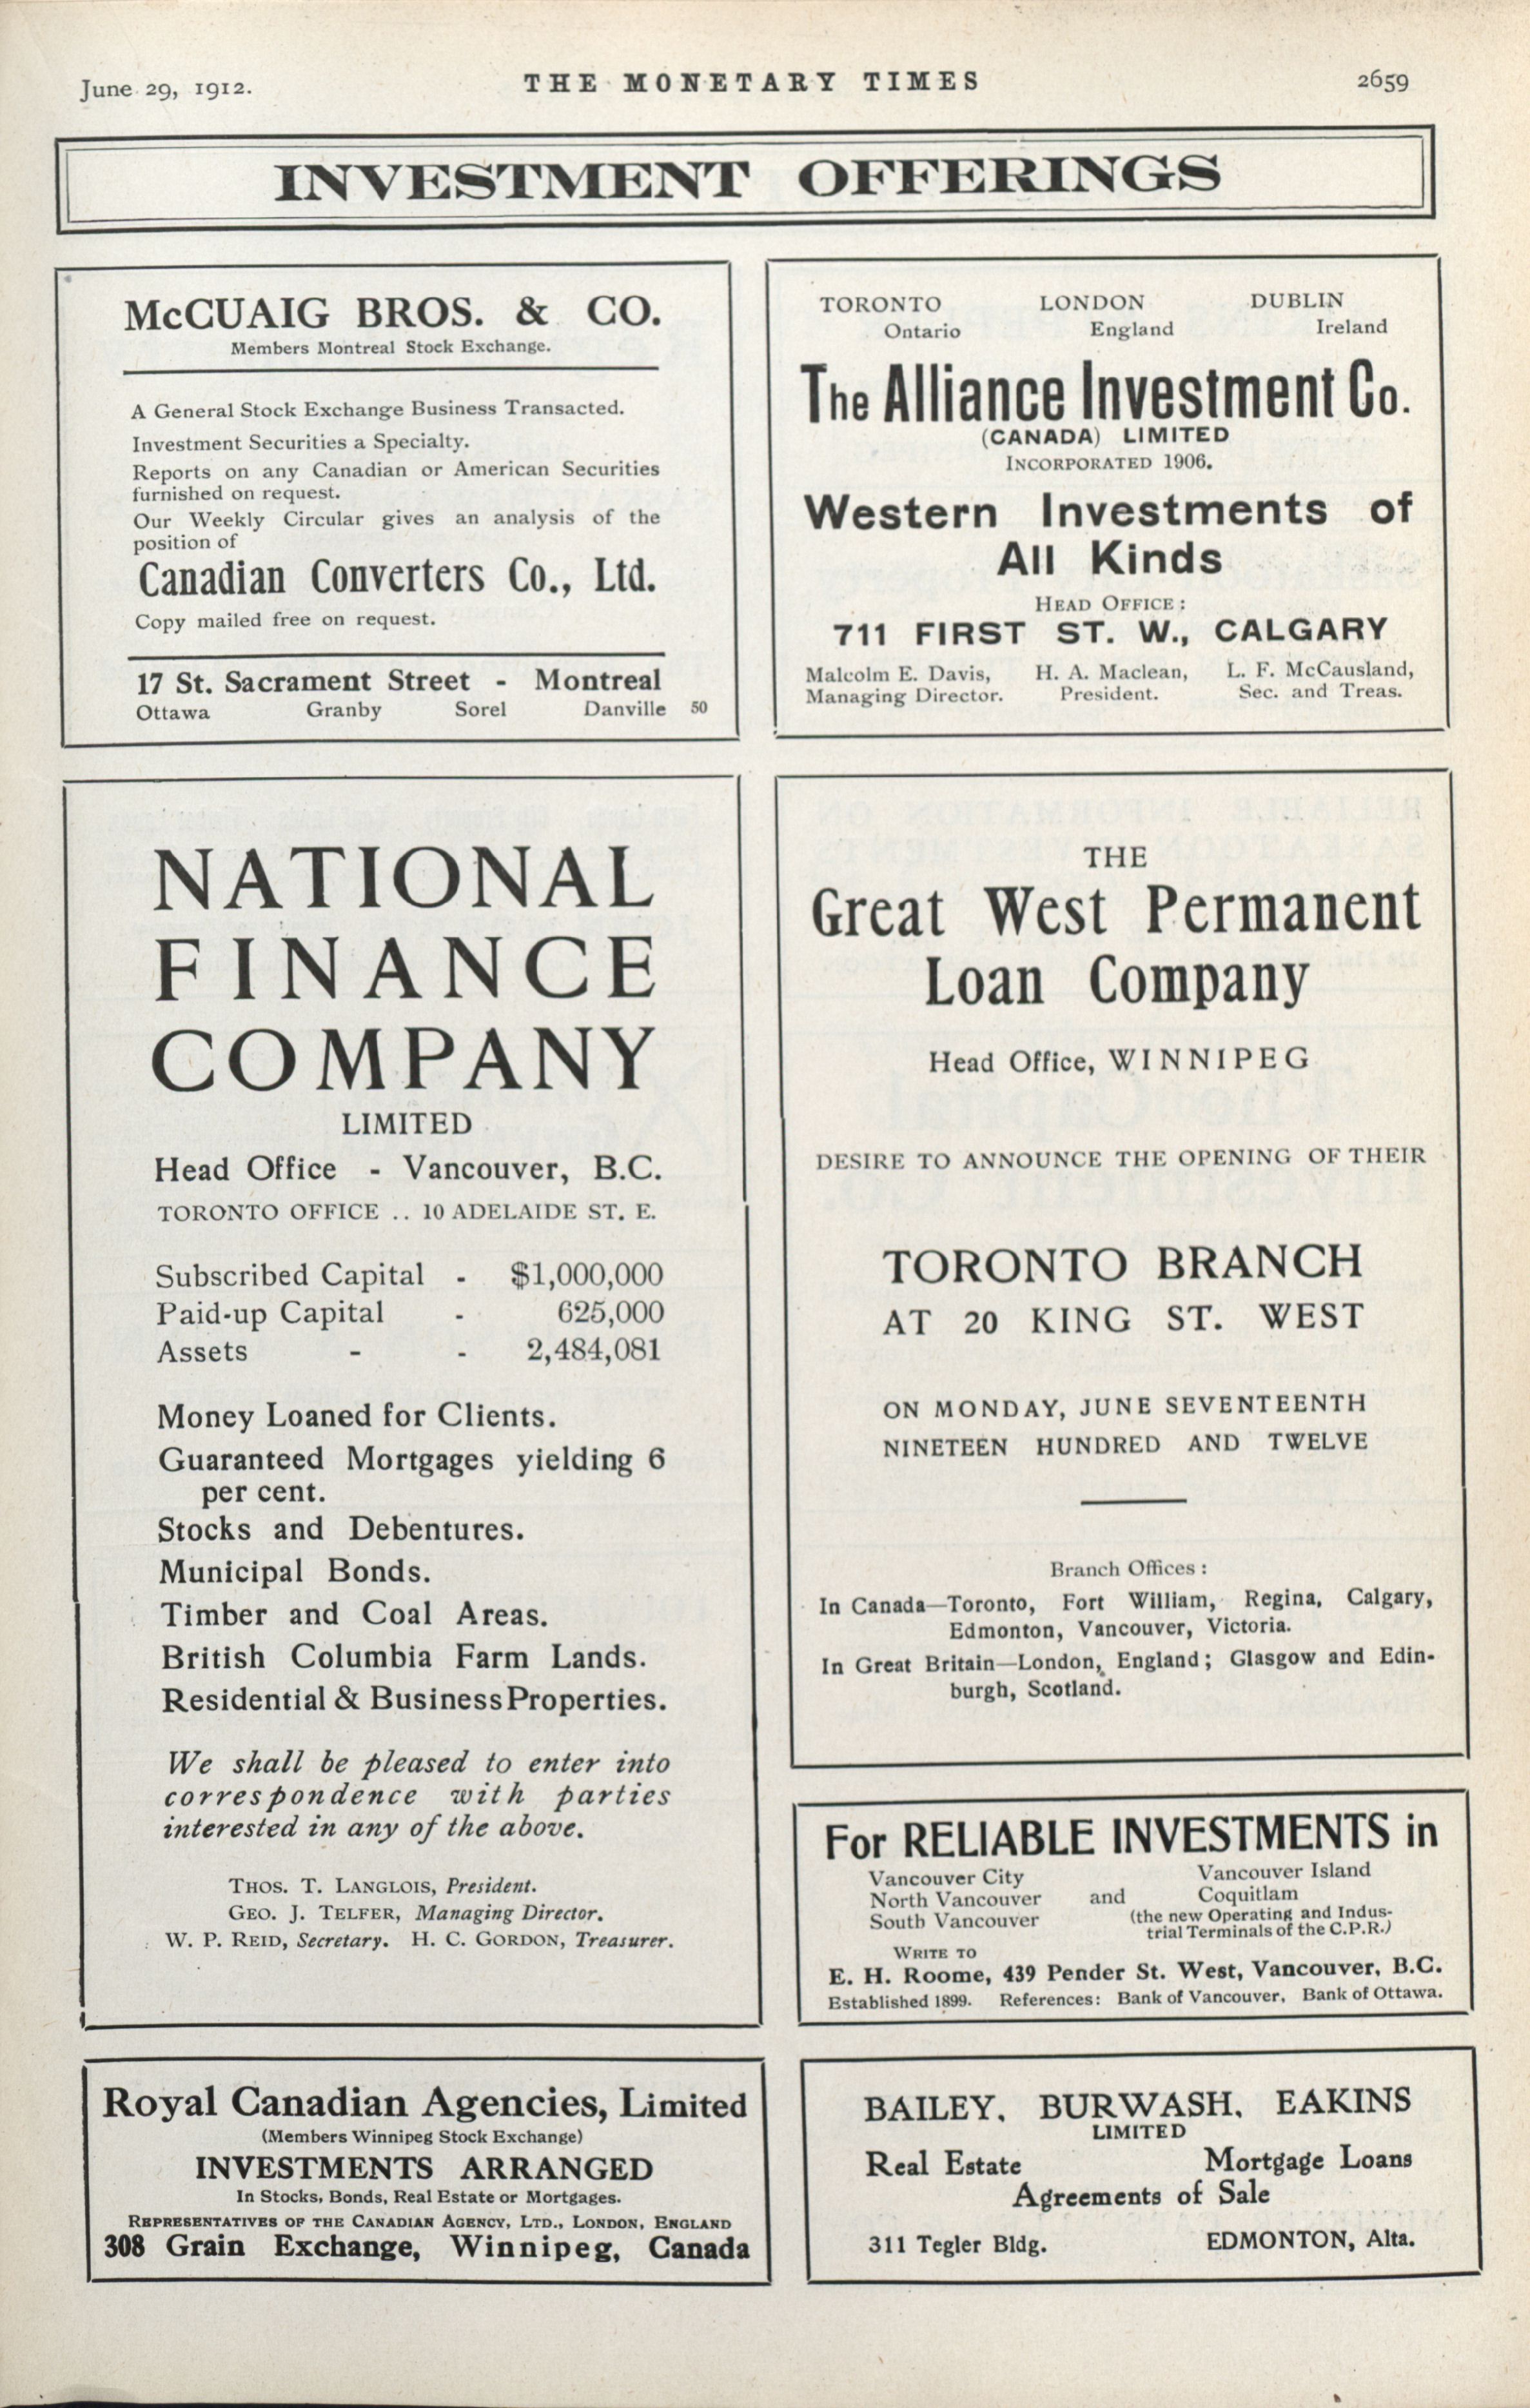 June 29, 1912.
THE MONETARY TIMES
2659
INVESTMENT OFFERINGS
McCUAIG BROS. & CO.
Members Montreal Stock Exchange.
A General Stock Exchange Business Transacted.
Investment Securities a Specialty.
Reports on any Canadian or American Securities
furnished on request.
Our Weekly Circular gives an analysis of the
position of
Canadian Converters Co., Ltd.
Copy mailed free on request.
17 St. Sacrament Street - Montreal
Ottawa Granby Sorel Danville 50
TORONTO LONDON DUBLIN
Ontario England Ireland
The Alliance Investment Co.
(CANADA) LIMITED
INCORPORATED 1906.
Western Investments of
All Kinds
HEAD OFFICE:
711 FIRST ST. W., CALGARY
Malcolm E. Davis, H. A. Maclean, L. F. McCausland,
Managing Director. President. Sec. and Treas.
NATIONAL
FINANCE
COMPANY
LIMITED
Head Office - Vancouver, B.C.
TORONTO OFFICE .. 10 ADELAIDE ST. E.
Subscribed Capital - $1,000,000
Paid-up Capital - 625,000
Assets - - 2,484,081
Money Loaned for Clients.
Guaranteed Mortgages yielding 6
per cent.
Stocks and Debentures.
Municipal Bonds.
Timber and Coal Areas.
British Columbia Farm Lands.
Residential & Business Properties.
We shall be pleased to enter into
correspondence with parties
interested in any of the above.
THOS. T. LANGLOIS, President.
GEO. J. TELFER, Managing Director.
W. P. REID, Secretary. H. C. GORDON, Treasurer.
THE
Great West Permanent
Loan Company
Head Office, WINNIPEG
DESIRE TO ANNOUNCE THE OPENING OF THEIR
TORONTO BRANCH
AT 20 KING ST. WEST
ON MONDAY, JUNE SEVENTEENTH
NINETEEN HUNDRED AND TWELVE
Branch Offices:
In Canada—Toronto, Fort William, Regina, Calgary,
Edmonton, Vancouver, Victoria.
In Great Britain—London, England; Glasgow and Edin-
burgh, Scotland.
For RELIABLE INVESTMENTS in
Vancouver City Vancouver Island
North Vancouver and Coquitlam
South Vancouver (the new Operating and Indus-
trial Terminals of the C.P.R.)
WRITE TO
E. H. Roome, 439 Pender St. West, Vancouver, B.C.
Established 1899. References: Bank of Vancouver, Bank of Ottawa.
Royal Canadian Agencies, Limited
(Members Winnipeg Stock Exchange)
INVESTMENTS ARRANGED
In Stocks, Bonds, Real Estate or Mortgages.
REPRESENTATIVES OF THE CANADIAN AGENCY, LTD., LONDON, ENGLAND
308 Grain Exchange, Winnipeg, Canada
BAILEY, BURWASH, EAKINS
LIMITED
Real Estate Mortgage Loans
Agreements of Sale
311 Tegler Bldg. EDMONTON, Alta.